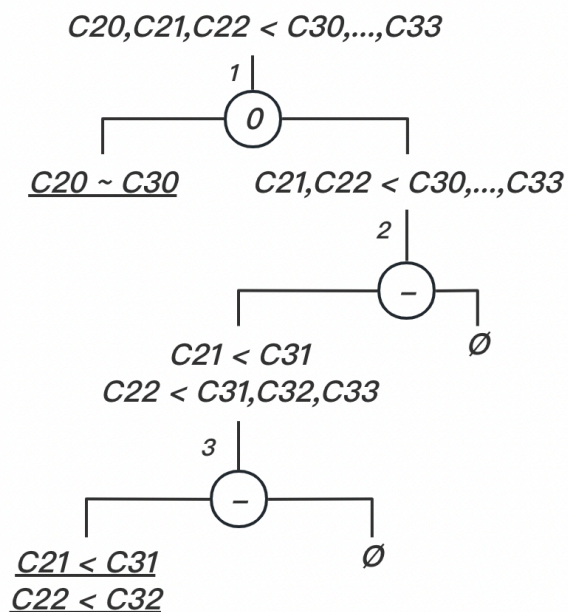 C20,C21,C22 < C30,...,C33
1
0
C20 ~ C30
C21,C22 < C30,...,C33
2
–
C21 < C31
C22 < C31,C32,C33
Ø
3
–
C21 < C31
C22 < C32
Ø